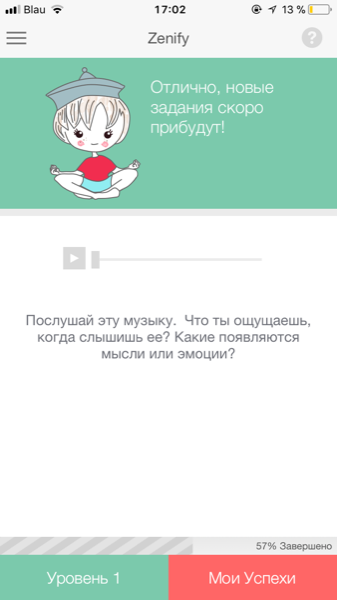 Blau 17:02 13 %
Zenify ?
Отлично, новые
задания скоро
прибудут!
Послушай эту музыку. Что ты ощущаешь,
когда слышишь ее? Какие появляются
мысли или эмоции?
57% Завершено
Уровень 1 Мои Успехи